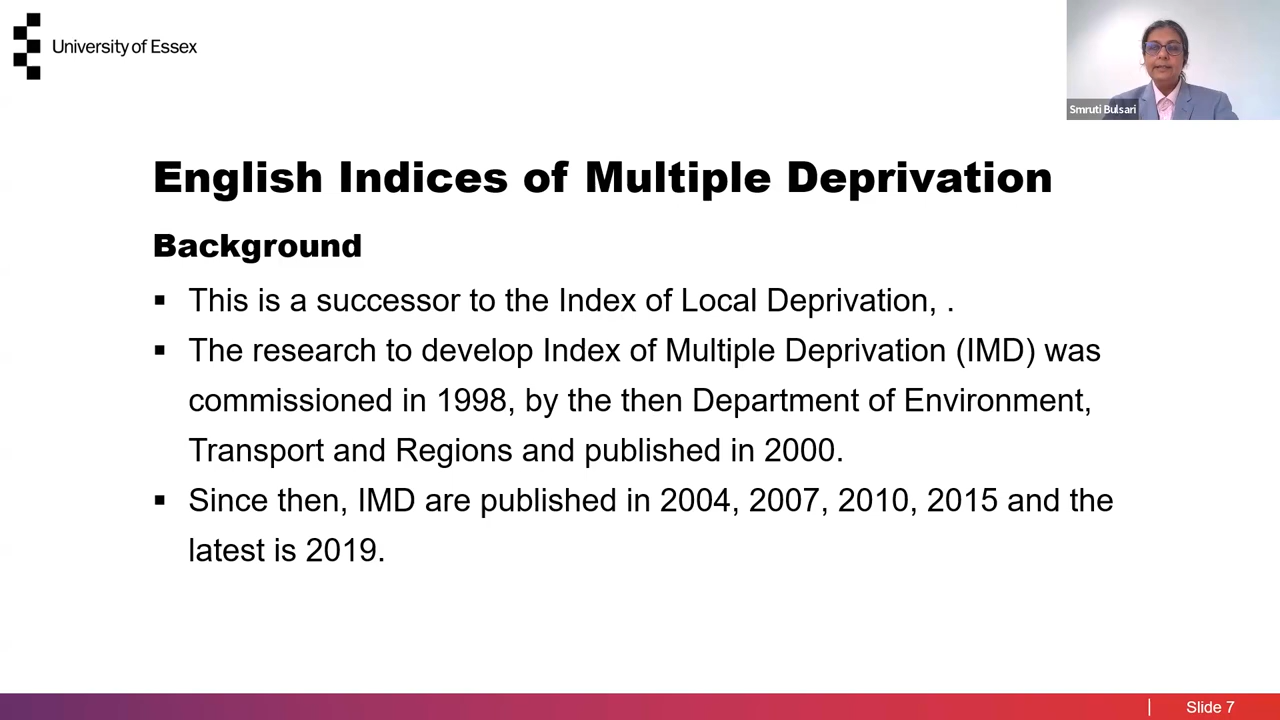 University of Essex
Smruti Bulsari
English Indices of Multiple Deprivation
Background
▪ This is a successor to the Index of Local Deprivation, .
▪ The research to develop Index of Multiple Deprivation (IMD) was
commissioned in 1998, by the then Department of Environment,
Transport and Regions and published in 2000.
▪ Since then, IMD are published in 2004, 2007, 2010, 2015 and the
latest is 2019.
Slide 7